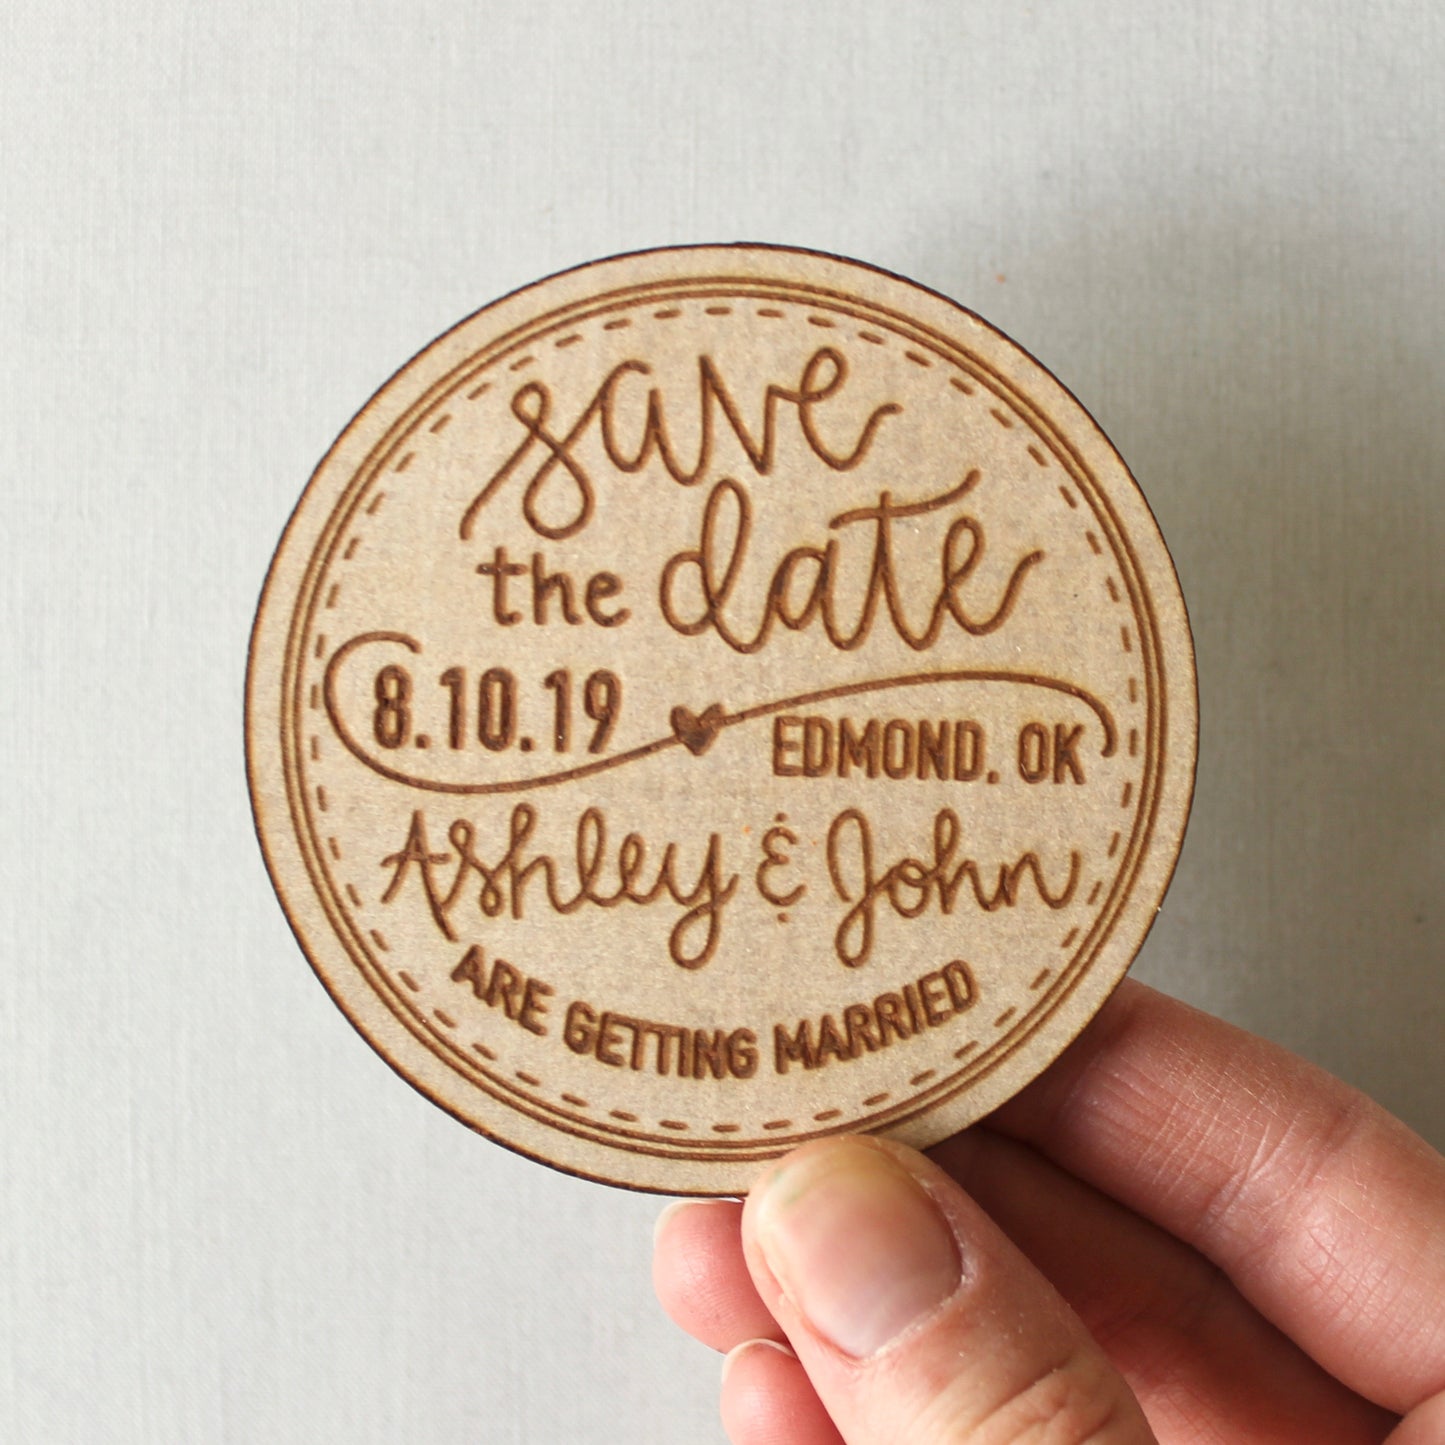 save
the date
8.10.19
EDMOND, OK
Ashley & John
ARE GETTING MARRIED